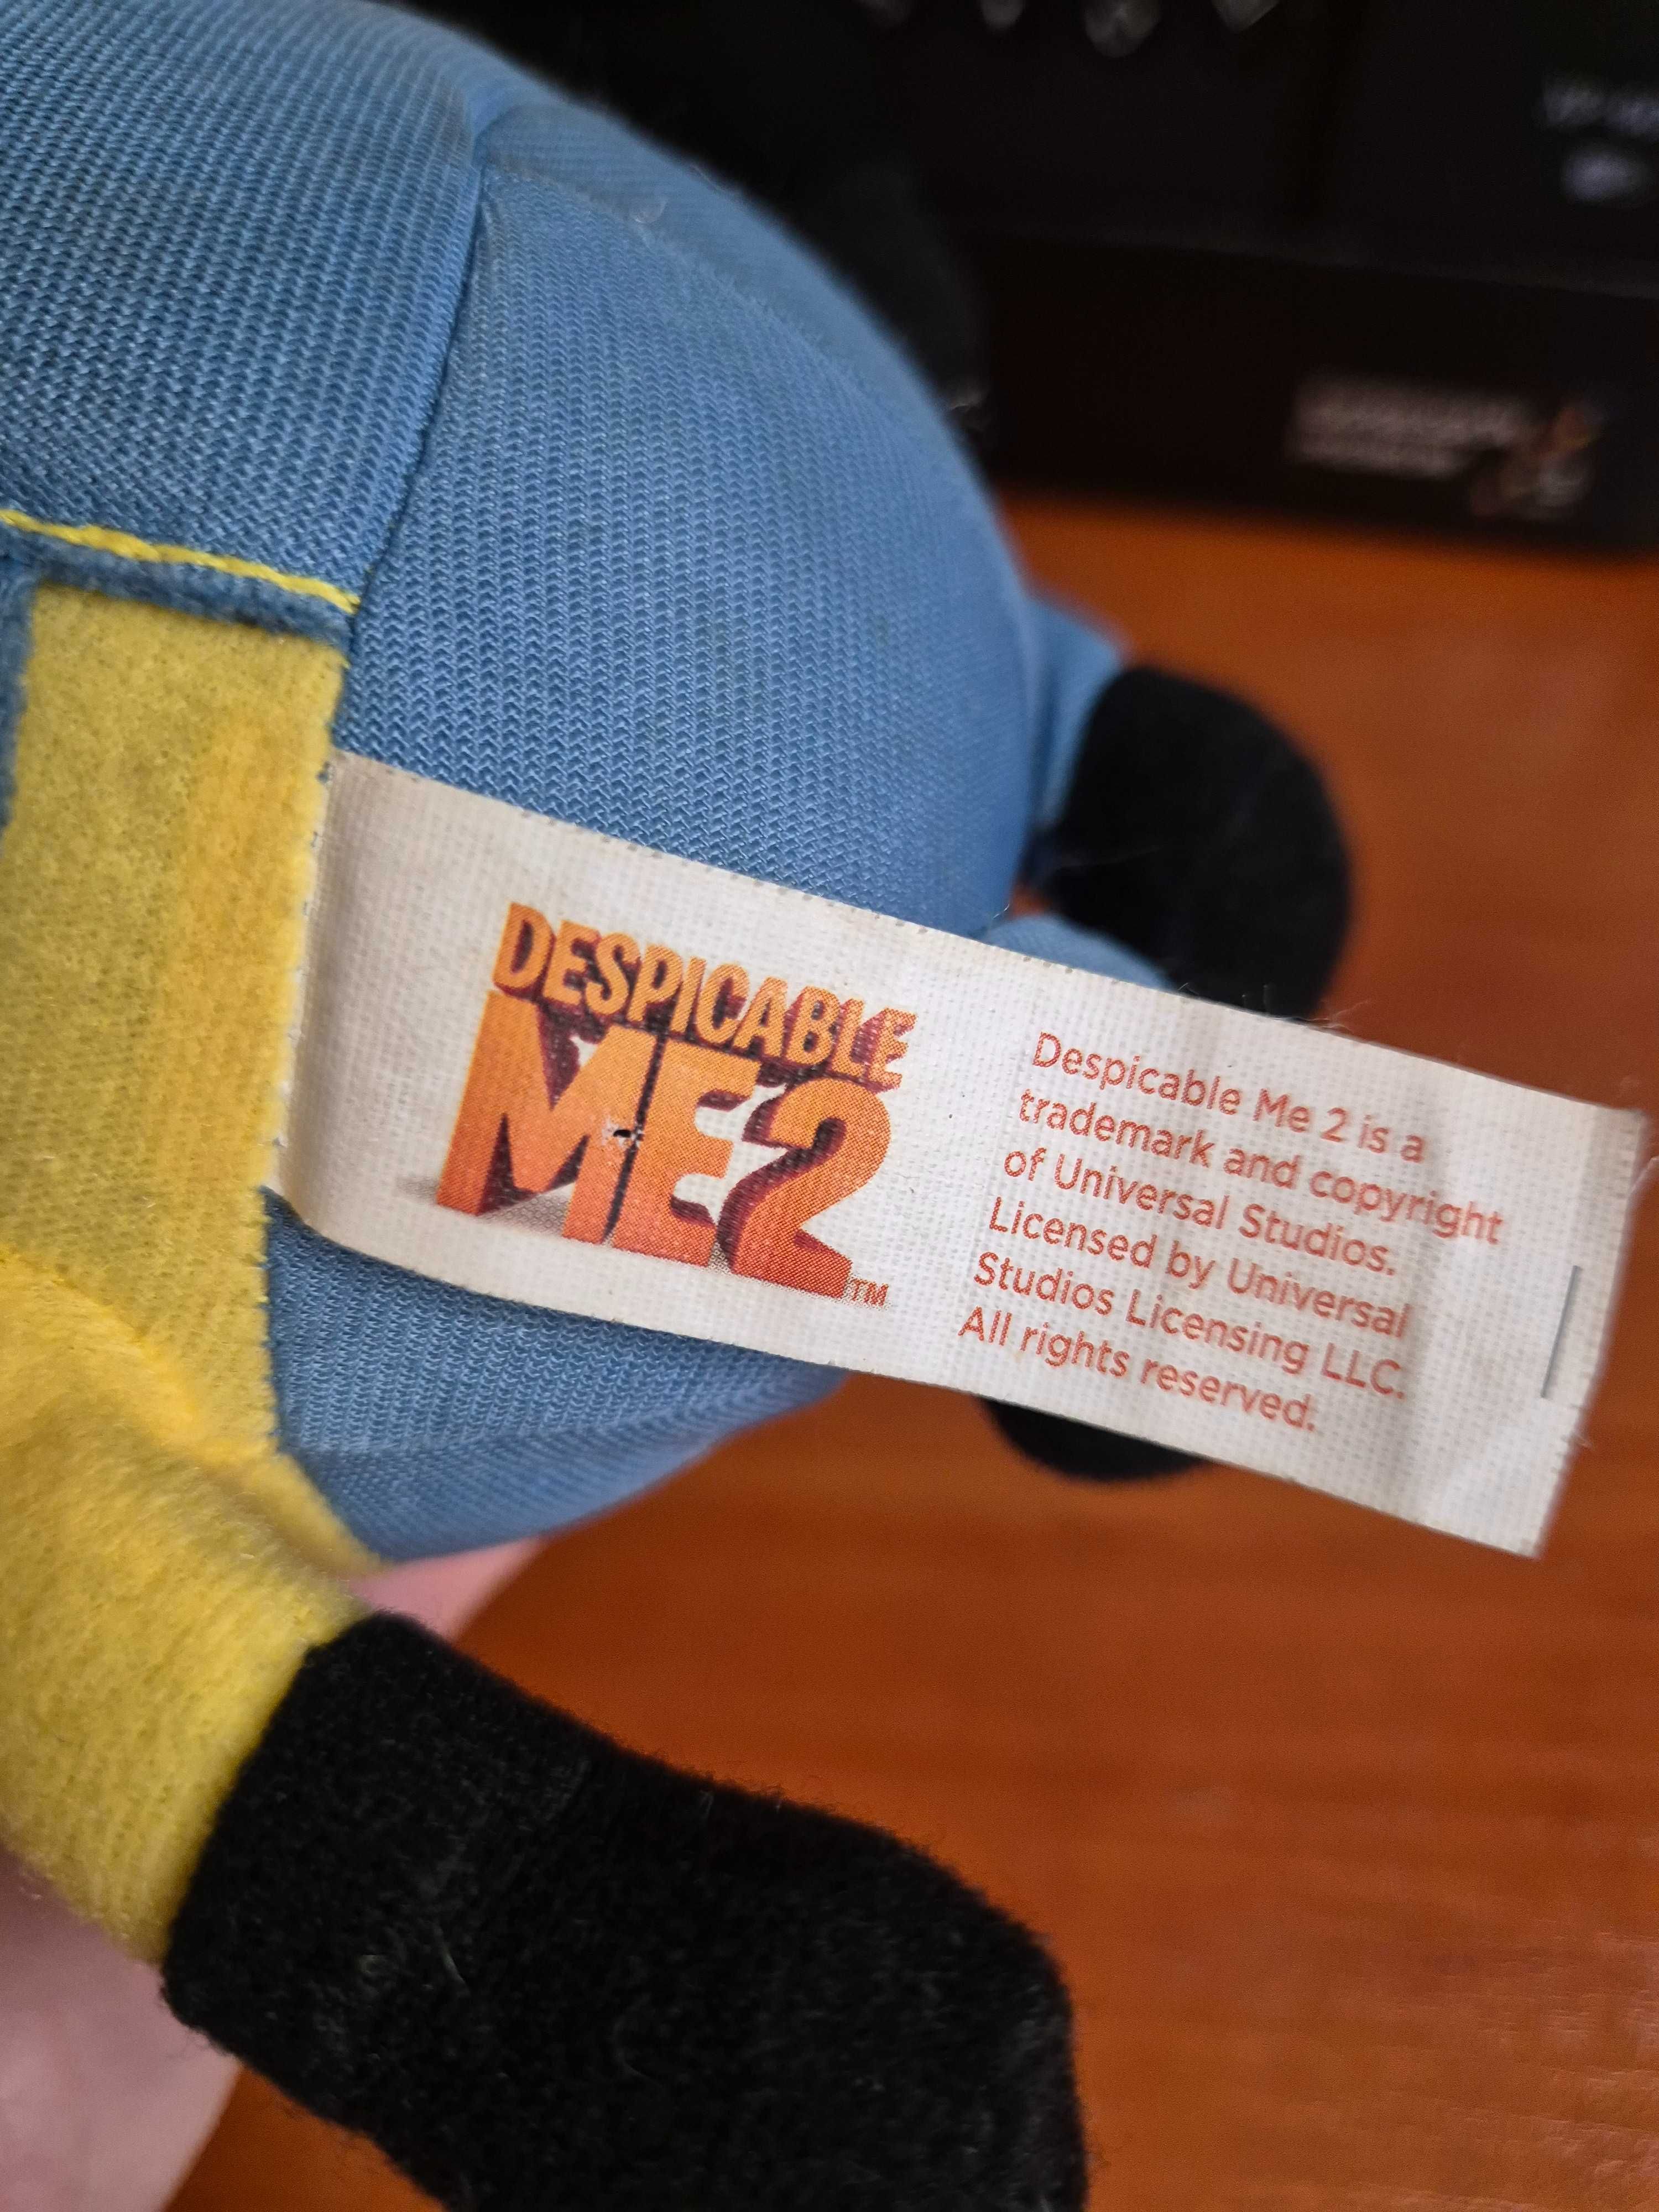 DESPICABLE
ME2
TM
Despicable Me 2 is a
trademark and copyright
of Universal Studios.
Licensed by Universal
Studios Licensing LLC.
All rights reserved.